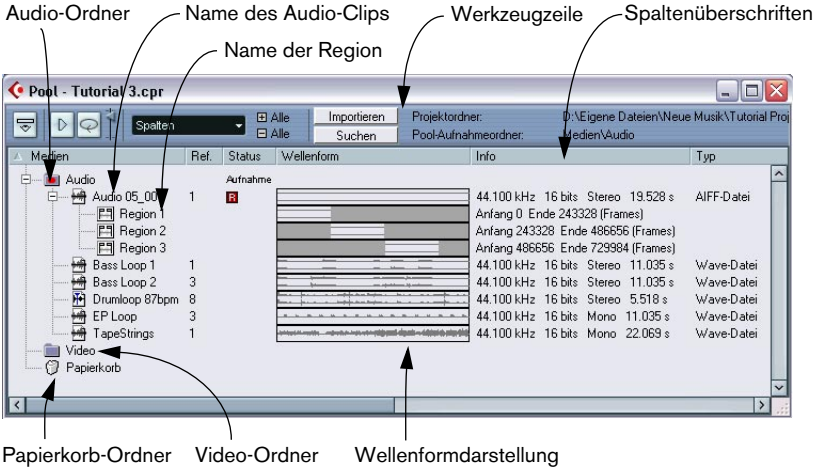 Audio-Ordner Name des Audio-Clips Werkzeugzeile Spaltenüberschriften
Name der Region
Pool - Tutorial 3.cpr
Spalten Alle Importieren Projektordner: D:\Eigene Dateien\Neue Musik\Tutorial Proj
Alle Suchen Pool-Aufnahmeordner: Medien\Audio
Medien Ref. Status Wellenform Info Typ
Audio Aufnahme
Audio 05_00 1 R 44.100 kHz 16 bits Stereo 19.528 s AIFF-Datei
Region 1 Anfang 0 Ende 243328 (Frames)
Region 2 Anfang 243328 Ende 486656 (Frames)
Region 3 Anfang 486656 Ende 729984 (Frames)
Bass Loop 1 1 44.100 kHz 16 bits Stereo 11.035 s Wave-Datei
Bass Loop 2 3 44.100 kHz 16 bits Stereo 11.035 s Wave-Datei
Drumloop 87bpm 8 44.100 kHz 16 bits Stereo 5.518 s Wave-Datei
EP Loop 3 44.100 kHz 16 bits Mono 11.035 s Wave-Datei
TapeStrings 1 44.100 kHz 16 bits Mono 22.069 s Wave-Datei
Video
Papierkorb
Papierkorb-Ordner Video-Ordner Wellenformdarstellung